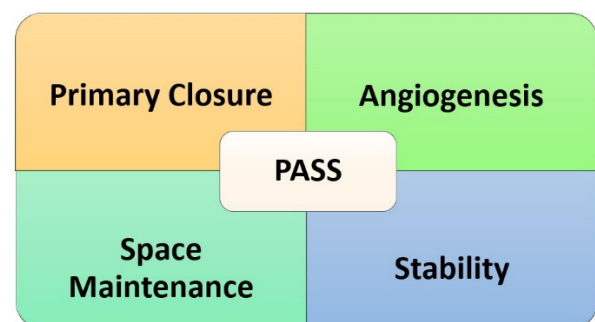 Primary Closure
Angiogenesis
PASS
Space
Maintenance
Stability